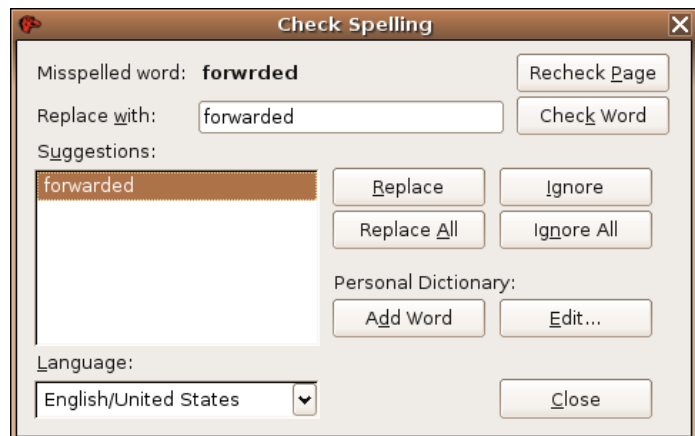 Check Spelling
Misspelled word: forwrded
Recheck Page
Replace with: forwarded
Check Word
Suggestions:
forwarded
Replace
Ignore
Replace All
Ignore All
Personal Dictionary:
Add Word
Edit...
Language:
English/United States
Close